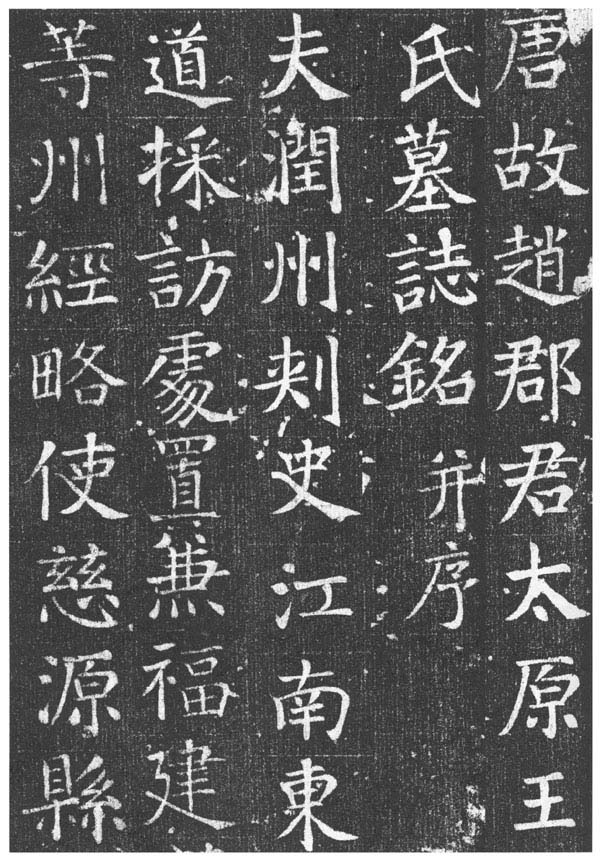 唐故趙郡君太原王
氏墓誌銘并序
夫潤州刾史江南東
道採訪處置兼福建
等州經略使慈源縣